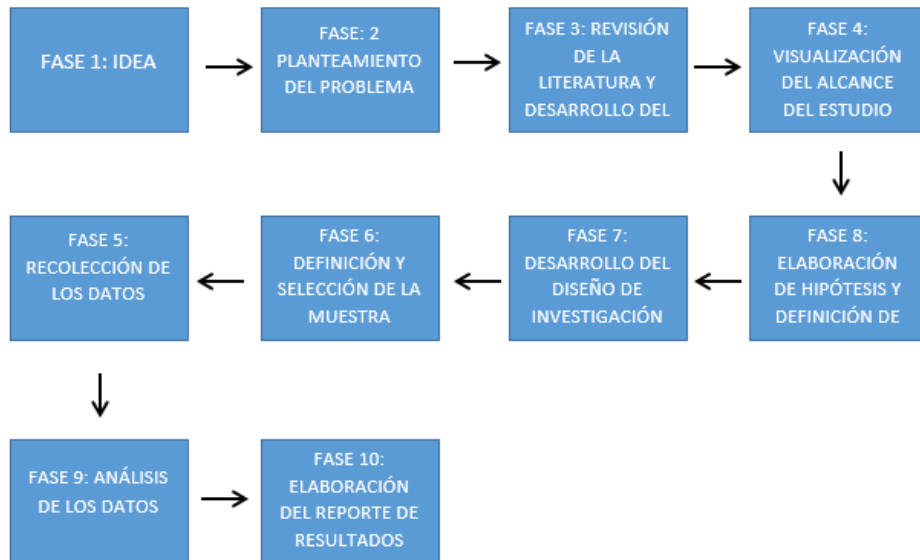 FASE 1: IDEA
FASE: 2
PLANTEAMIENTO
DEL PROBLEMA
FASE 3: REVISIÓN
DE LA
LITERATURA Y
DESARROLLO DEL
FASE 4:
VISUALIZACIÓN
DEL ALCANCE
DEL ESTUDIO
FASE 5:
RECOLECCIÓN DE
LOS DATOS
FASE 6:
DEFINICIÓN Y
SELECCIÓN DE LA
MUESTRA
FASE 7:
DESARROLLO DEL
DISEÑO DE
INVESTIGACIÓN
FASE 8:
ELABORACIÓN
DE HIPÓTESIS Y
DEFINICIÓN DE
FASE 9: ANÁLISIS
DE LOS DATOS
FASE 10:
ELABORACIÓN
DEL REPORTE DE
RESULTADOS